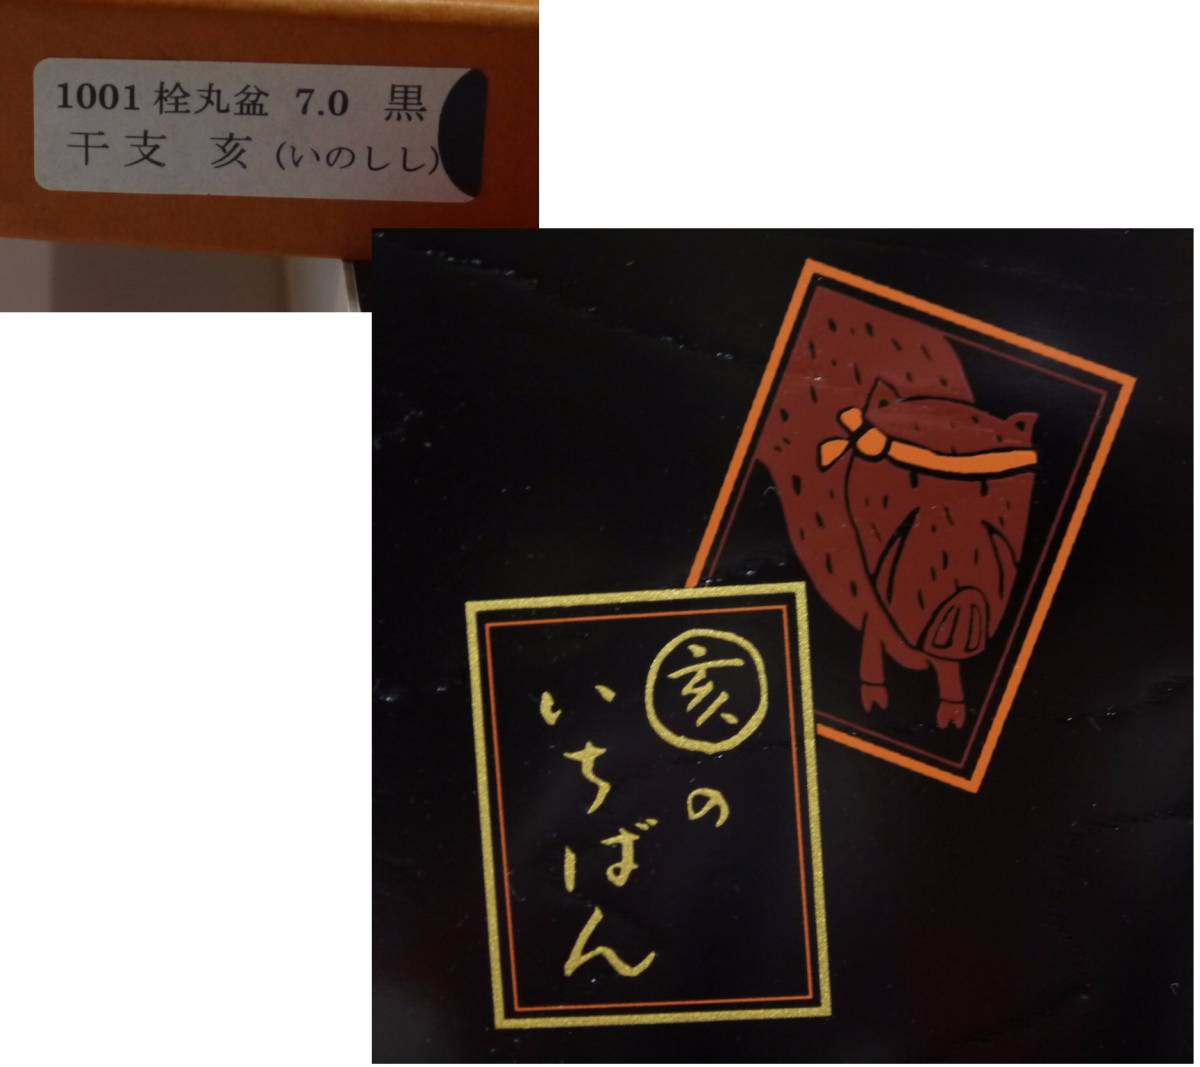 1001 栓丸盆 7.0 黒
干支 亥 (いのしし)
亥の
いちばん